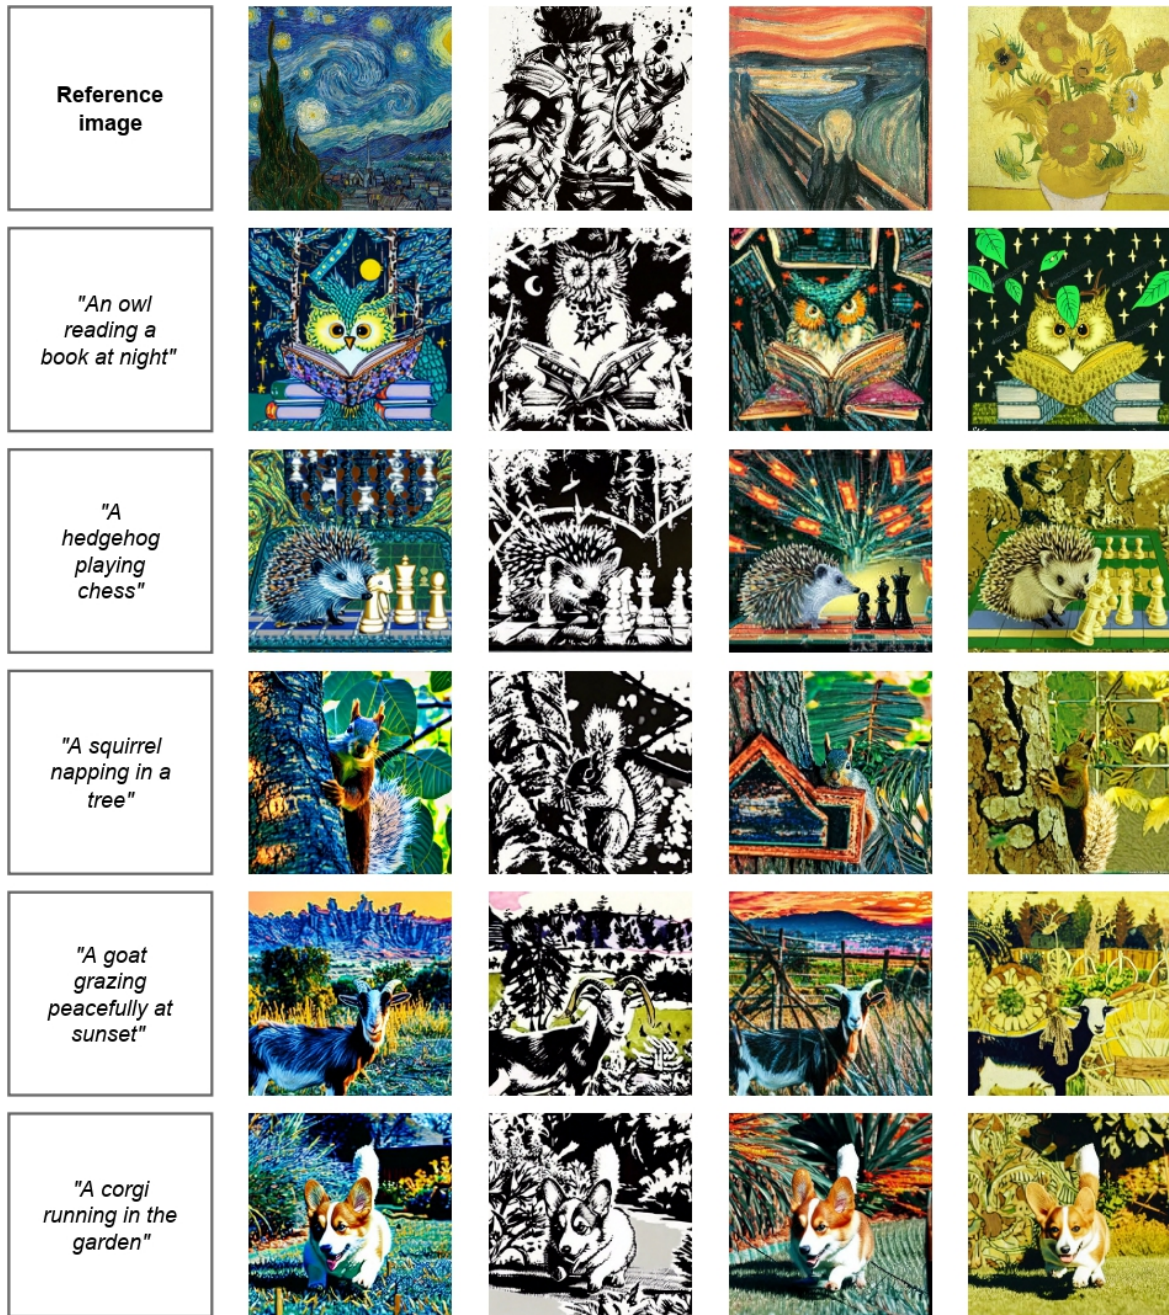 Reference
image
"An owl
reading a
book at night"
"A
hedgehog
playing
chess"
"A squirrel
napping in a
tree"
"A goat
grazing
peacefully at
sunset"
"A corgi
running in the
garden"